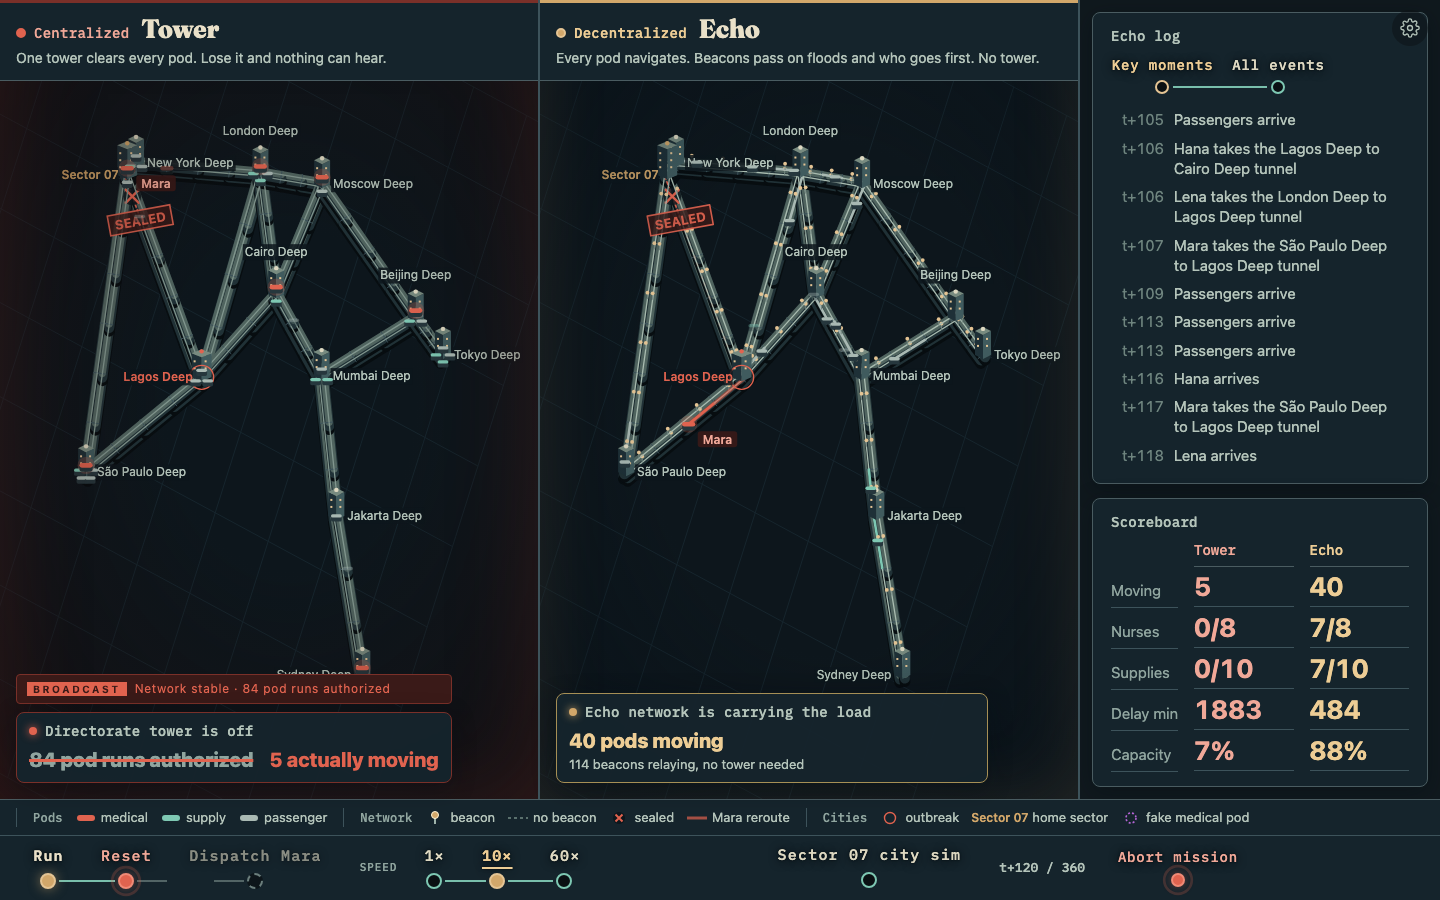 Centralized Tower
One tower clears every pod. Lose it and nothing can hear.
London Deep
New York Deep
Sector 07
Mara
Moscow Deep
SEALED
Cairo Deep
Beijing Deep
Tokyo Deep
Lagos Deep
Mumbai Deep
São Paulo Deep
Jakarta Deep
Sydney Deep
BROADCAST Network stable · 84 pod runs authorized
Directorate tower is off
84 pod runs authorized 5 actually moving
Decentralized Echo
Every pod navigates. Beacons pass on floods and who goes first. No tower.
London Deep
New York Deep
Sector 07
Moscow Deep
SEALED
Cairo Deep
Beijing Deep
Tokyo Deep
Lagos Deep
Mumbai Deep
Mara
São Paulo Deep
Jakarta Deep
Sydney Deep
Echo network is carrying the load
40 pods moving
114 beacons relaying, no tower needed
Echo log
Key moments All events
t+105 Passengers arrive
t+106 Hana takes the Lagos Deep to
Cairo Deep tunnel
t+106 Lena takes the London Deep to
Lagos Deep tunnel
t+107 Mara takes the São Paulo Deep
to Lagos Deep tunnel
t+109 Passengers arrive
t+113 Passengers arrive
t+113 Passengers arrive
t+116 Hana arrives
t+117 Mara takes the São Paulo Deep
to Lagos Deep tunnel
t+118 Lena arrives
Scoreboard
Tower Echo
Moving 5 40
Nurses 0/8 7/8
Supplies 0/10 7/10
Delay min 1883 484
Capacity 7% 88%
Pods medical supply passenger Network beacon no beacon sealed Mara reroute Cities outbreak Sector 07 home sector fake medical pod
Run Reset Dispatch Mara SPEED 1× 10× 60× Sector 07 city sim t+120 / 360 Abort mission